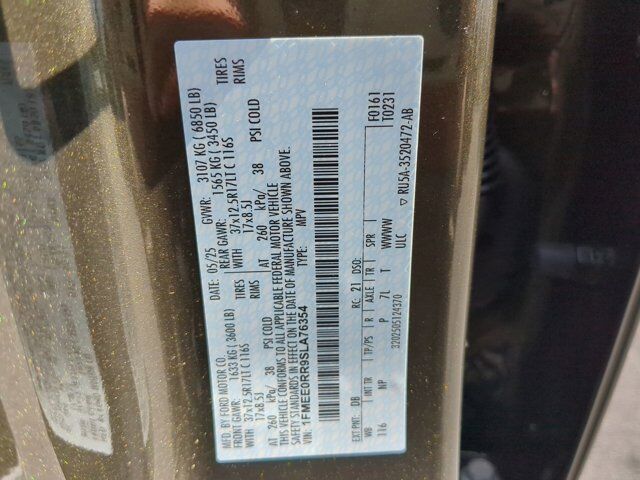 MFD. BY FORD MOTOR CO.
DATE: 05/25 GVWR: 3107 KG ( 6850 LB)
FRONT GAWR: 1633 KG ( 3600 LB) REAR GAWR: 1565 KG ( 3450 LB)
WITH 37x12.5R17LT C 116S TIRES WITH 37x12.5R17LT C 116S TIRES
17x8.5J RIMS 17x8.5J RIMS
AT 260 kPa/ 38 PSI COLD AT 260 kPa/ 38 PSI COLD
THIS VEHICLE CONFORMS TO ALL APPLICABLE FEDERAL MOTOR VEHICLE
SAFETY STANDARDS IN EFFECT ON THE DATE OF MANUFACTURE SHOWN ABOVE.
VIN: 1FMEE0RR9SLA76354 TYPE: MPV
EXT PNT: DB RC: 21 DSO: F0161
WB INT TR TP/PS R AXLE TR SPR T0231
116 NP P 7L T WWWW
3202505124370 ULC ▽ RU5A-3520472-AB